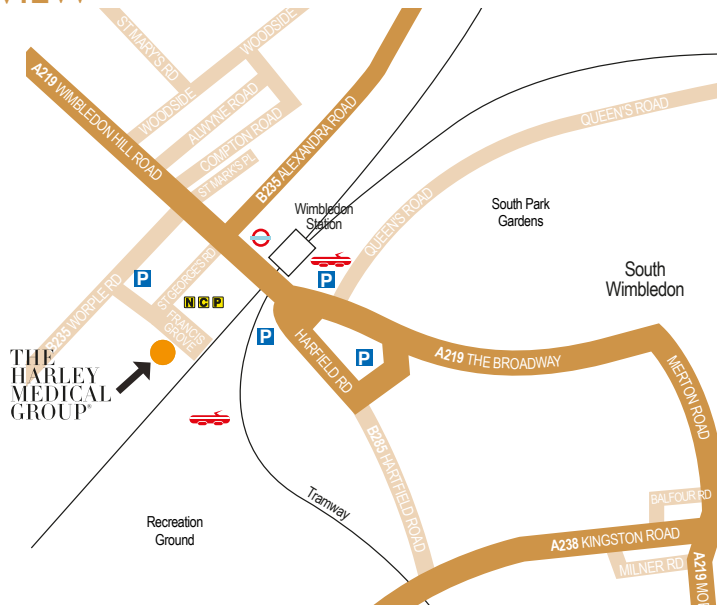 ST MARY'S RD
WOODSIDE
A219 WIMBLEDON HILL ROAD
WOODSIDE
ALWYNE ROAD
COMPTON ROAD
ST MARK'S PL
B235 ALEXANDRA ROAD
QUEEN'S ROAD
Wimbledon
Station
QUEEN'S ROAD
South Park
Gardens
South
Wimbledon
P
P
NCP
ST GEORGE'S RD
B235 WORPLE RD
FRANCIS
GROVE
P
P
HARFIELD RD
A219 THE BROADWAY
MERTON ROAD
THE
HARLEY
MEDICAL
GROUP®
B285 HARTFIELD ROAD
Tramway
Recreation
Ground
BALFOUR RD
A238 KINGSTON ROAD
MILNER RD
A219